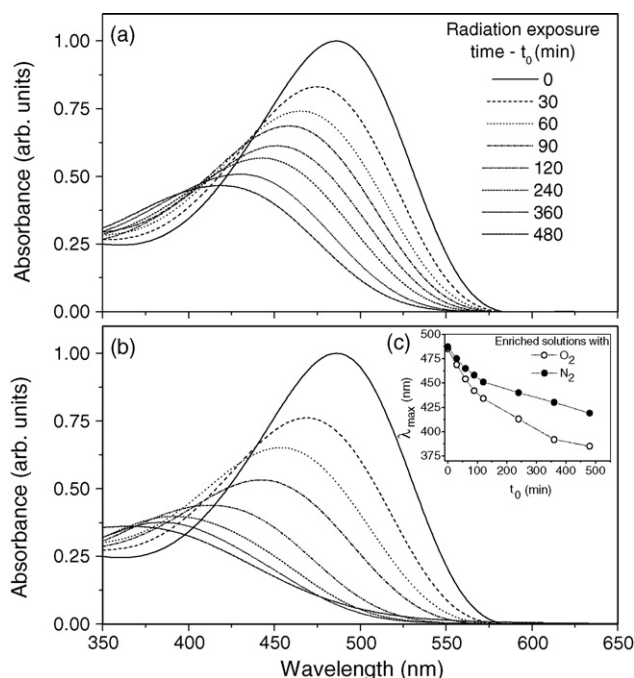 (a)
Radiation exposure
time - t0 (min)
0
30
60
90
120
240
360
480
Absorbance (arb. units)
1.00
0.75
0.50
0.25
0.00
(b)
(c)
Enriched solutions with
O2
N2
λmax (nm)
500
475
450
425
400
375
0 100 200 300 400 500
t0 (min)
Absorbance (arb. units)
1.00
0.75
0.50
0.25
0.00
350 400 450 500 550 600 650
Wavelength (nm)